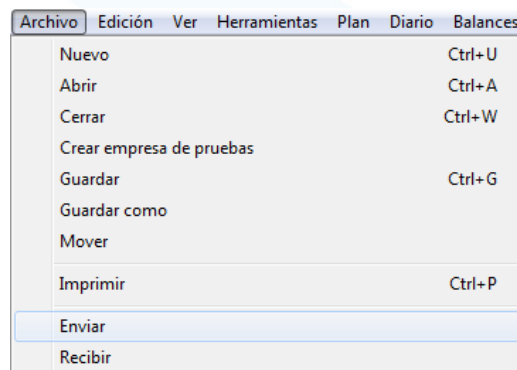 Archivo Edición Ver Herramientas Plan Diario Balances
Nuevo Ctrl+U
Abrir Ctrl+A
Cerrar Ctrl+W
Crear empresa de pruebas
Guardar Ctrl+G
Guardar como
Mover
Imprimir Ctrl+P
Enviar
Recibir